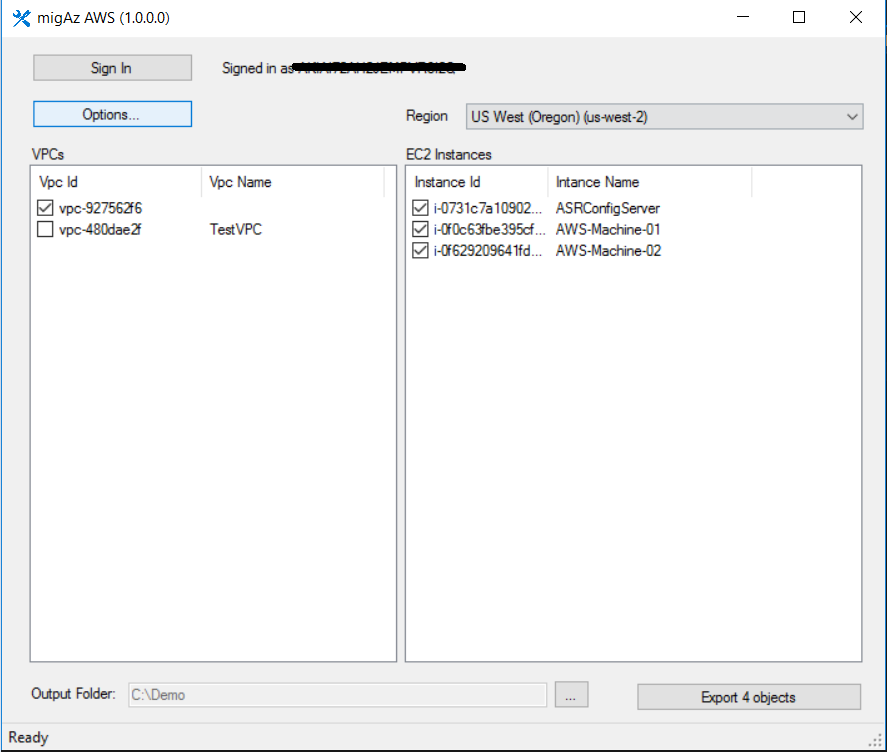 migAz AWS (1.0.0.0)
Sign In Signed in as
Options...
Region US West (Oregon) (us-west-2)
VPCs EC2 Instances
Vpc Id Vpc Name Instance Id Intance Name
vpc-927562f6 i-0731c7a10902... ASRConfigServer
vpc-480dae2f TestVPC i-0f0c63fbe395cf... AWS-Machine-01
i-0f629209641fd... AWS-Machine-02
Output Folder: C:\Demo ... Export 4 objects
Ready